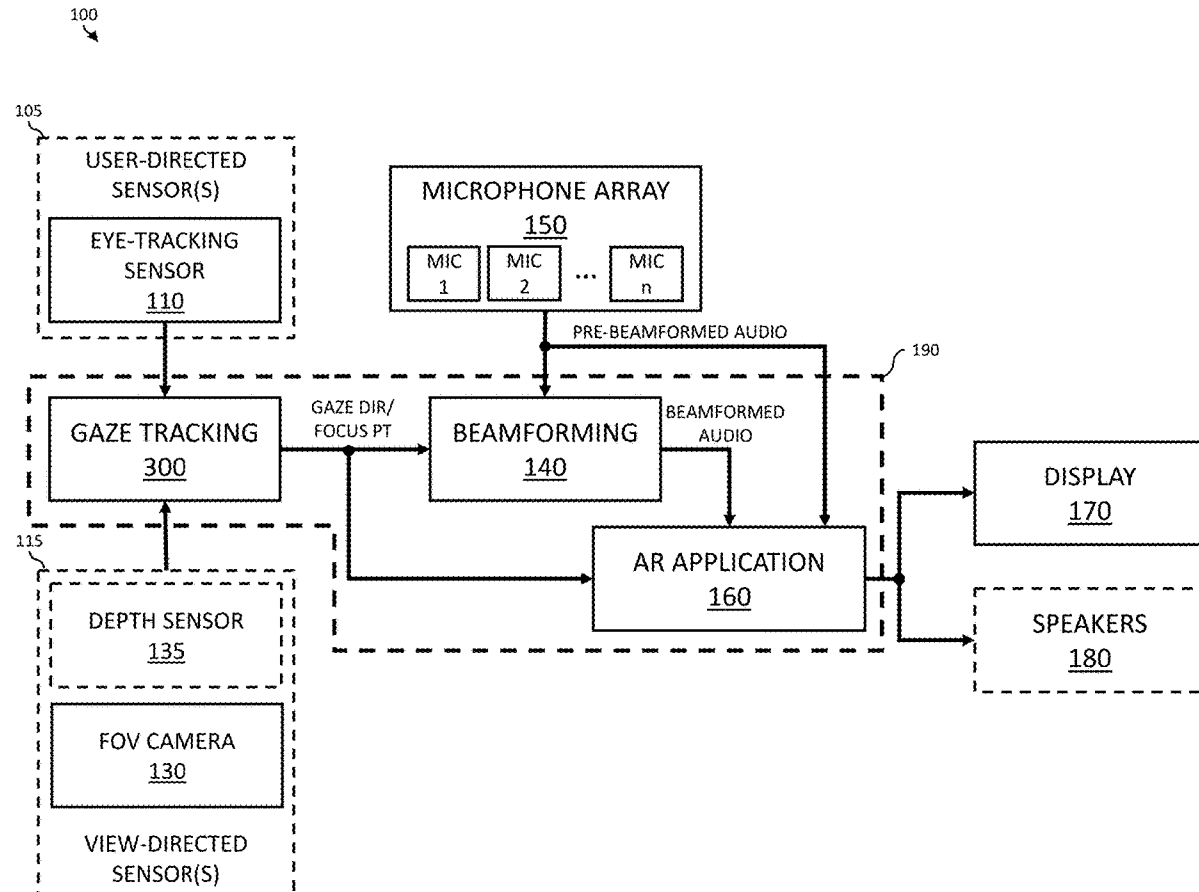 100
105
USER-DIRECTED
SENSOR(S)
EYE-TRACKING
SENSOR
110
MICROPHONE ARRAY
150
MIC
1
MIC
2
...
MIC
n
PRE-BEAMFORMED AUDIO
190
GAZE TRACKING
300
GAZE DIR/
FOCUS PT
BEAMFORMING
140
BEAMFORMED
AUDIO
AR APPLICATION
160
DISPLAY
170
SPEAKERS
180
115
DEPTH SENSOR
135
FOV CAMERA
130
VIEW-DIRECTED
SENSOR(S)